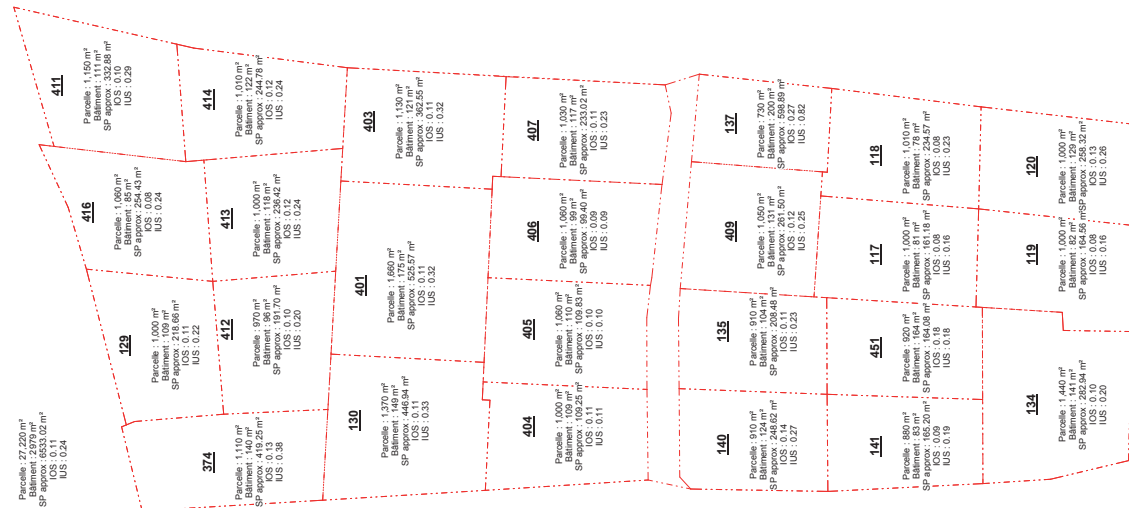 Parcelle : 27,220 m²
Bâtiment : 2979 m²
SP approx : 6533.02 m²
IOS : 0.11
IUS : 0.24
411
Parcelle : 1,150 m²
Bâtiment : 111 m²
SP approx : 332.88 m²
IOS : 0.10
IUS : 0.29
414
Parcelle : 1,010 m²
Bâtiment : 122 m²
SP approx : 244.78 m²
IOS : 0.12
IUS : 0.24
403
Parcelle : 1,130 m²
Bâtiment : 121 m²
SP approx : 362.55 m²
IOS : 0.11
IUS : 0.32
407
Parcelle : 1,030 m²
Bâtiment : 117 m²
SP approx : 233.02 m²
IOS : 0.11
IUS : 0.23
137
Parcelle : 730 m²
Bâtiment : 200 m²
SP approx : 598.89 m²
IOS : 0.27
IUS : 0.82
118
Parcelle : 1,010 m²
Bâtiment : 78 m²
SP approx : 234.57 m²
IOS : 0.08
IUS : 0.23
120
Parcelle : 1,000 m²
Bâtiment : 129 m²
SP approx : 258.32 m²
IOS : 0.13
IUS : 0.26
416
Parcelle : 1,060 m²
Bâtiment : 85 m²
SP approx : 254.43 m²
IOS : 0.08
IUS : 0.24
413
Parcelle : 1,000 m²
Bâtiment : 118 m²
SP approx : 236.42 m²
IOS : 0.12
IUS : 0.24
401
Parcelle : 1,660 m²
Bâtiment : 175 m²
SP approx : 525.57 m²
IOS : 0.11
IUS : 0.32
406
Parcelle : 1,060 m²
Bâtiment : 99 m²
SP approx : 99.40 m²
IOS : 0.09
IUS : 0.09
409
Parcelle : 1,050 m²
Bâtiment : 131 m²
SP approx : 261.50 m²
IOS : 0.12
IUS : 0.25
117
Parcelle : 1,000 m²
Bâtiment : 81 m²
SP approx : 161.18 m²
IOS : 0.08
IUS : 0.16
119
Parcelle : 1,000 m²
Bâtiment : 82 m²
SP approx : 164.56 m²
IOS : 0.08
IUS : 0.16
129
Parcelle : 1,000 m²
Bâtiment : 109 m²
SP approx : 218.66 m²
IOS : 0.11
IUS : 0.22
412
Parcelle : 970 m²
Bâtiment : 96 m²
SP approx : 191.70 m²
IOS : 0.10
IUS : 0.20
405
Parcelle : 1,060 m²
Bâtiment : 110 m²
SP approx : 109.83 m²
IOS : 0.10
IUS : 0.10
135
Parcelle : 910 m²
Bâtiment : 104 m²
SP approx : 208.48 m²
IOS : 0.11
IUS : 0.23
451
Parcelle : 920 m²
Bâtiment : 164 m²
SP approx : 164.08 m²
IOS : 0.18
IUS : 0.18
374
Parcelle : 1,110 m²
Bâtiment : 140 m²
SP approx : 419.25 m²
IOS : 0.13
IUS : 0.38
130
Parcelle : 1,370 m²
Bâtiment : 149 m²
SP approx : 446.94 m²
IOS : 0.11
IUS : 0.33
404
Parcelle : 1,000 m²
Bâtiment : 109 m²
SP approx : 109.25 m²
IOS : 0.11
IUS : 0.11
140
Parcelle : 910 m²
Bâtiment : 124 m²
SP approx : 248.62 m²
IOS : 0.14
IUS : 0.27
141
Parcelle : 880 m²
Bâtiment : 83 m²
SP approx : 165.20 m²
IOS : 0.09
IUS : 0.19
134
Parcelle : 1,440 m²
Bâtiment : 141 m²
SP approx : 282.94 m²
IOS : 0.10
IUS : 0.20